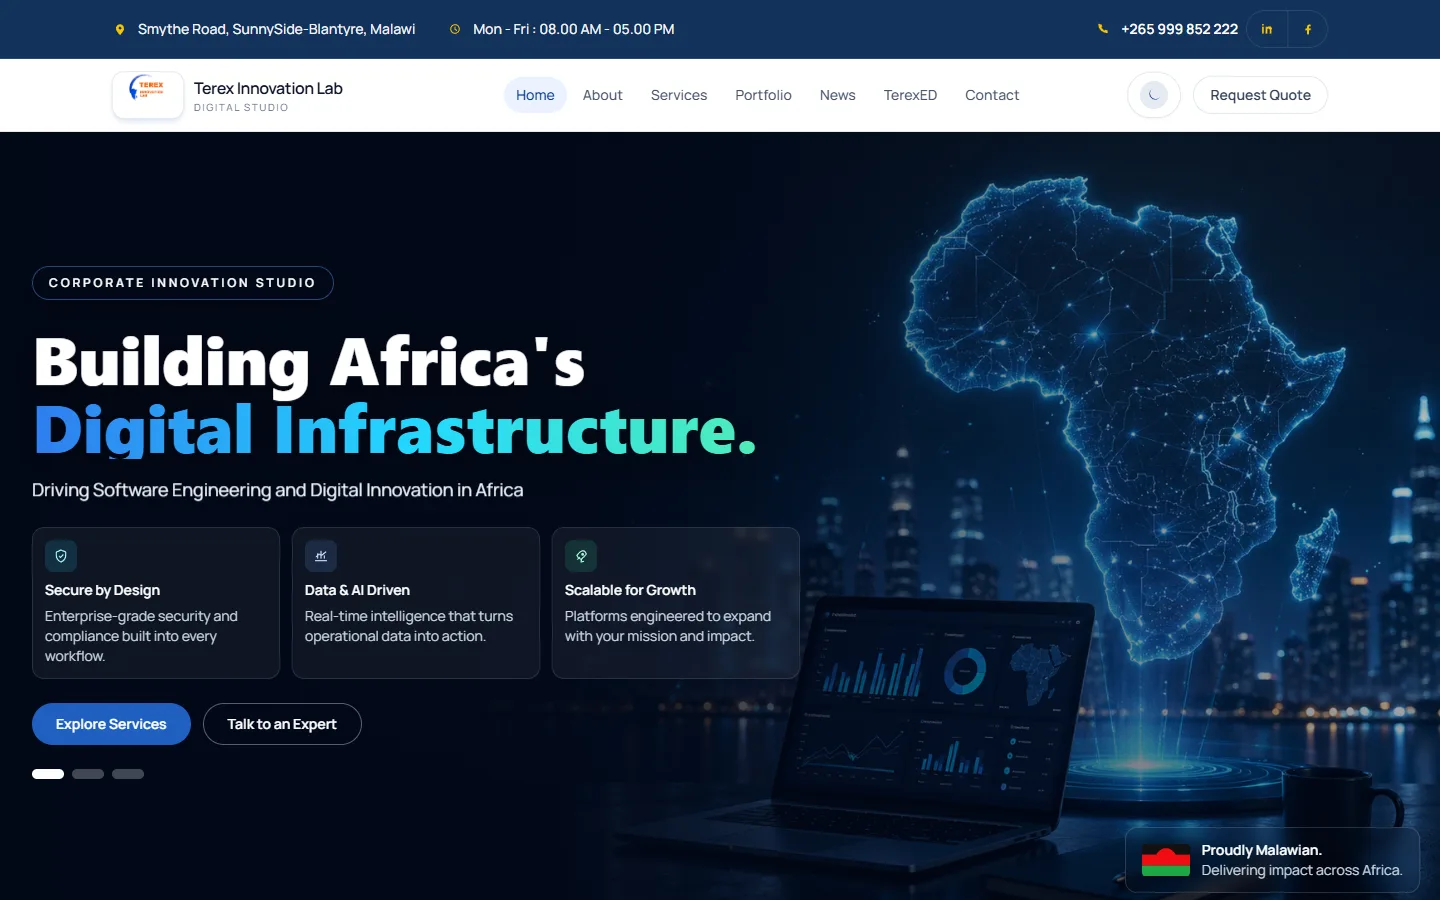 Smythe Road, SunnySide-Blantyre, Malawi
Mon - Fri : 08.00 AM - 05.00 PM
+265 999 852 222
TEREX
INNOVATION
LAB
Terex Innovation Lab
DIGITAL STUDIO
Home
About
Services
Portfolio
News
TerexED
Contact
Request Quote
CORPORATE INNOVATION STUDIO
Building Africa's
Digital Infrastructure.
Driving Software Engineering and Digital Innovation in Africa
Secure by Design
Enterprise-grade security and
compliance built into every
workflow.
Data & AI Driven
Real-time intelligence that turns
operational data into action.
Scalable for Growth
Platforms engineered to expand
with your mission and impact.
Explore Services
Talk to an Expert
Proudly Malawian.
Delivering impact across Africa.